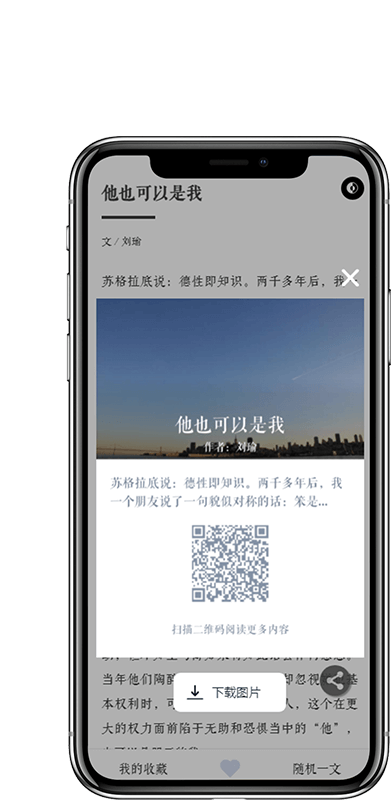 他也可以是我
文 / 刘瑜
苏格拉底说：德性即知识。两千多年后，我
他也可以是我
作者：刘瑜
苏格拉底说：德性即知识。两千多年后，我
一个朋友说了一句貌似对称的话：笨是...
扫描二维码阅读更多内容
当年他们陶醉
即忽视
基
下载图片
本权利时，可
人，这个在更
大的权力面前陷于无助和恐惧当中的“他”，
我的收藏
随机一文